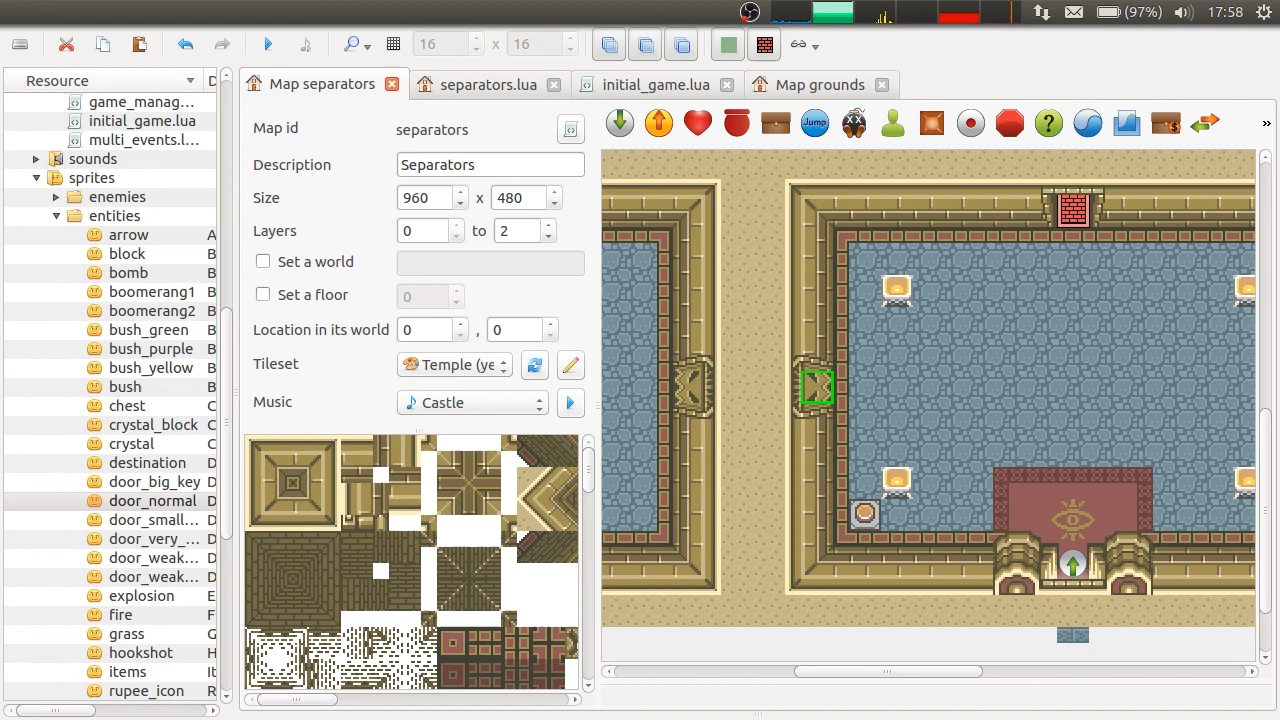 (97%) 17:58
16 x 16
Resource D
Map separators separators.lua initial_game.lua Map grounds
game_manag...
initial_game.lua
multi_events.l...
sounds
sprites
enemies
entities
arrow A
block B
bomb B
boomerang1 B
boomerang2 B
bush_green B
bush_purple B
bush_yellow B
bush B
chest C
crystal_block C
crystal C
destination D
door_big_key D
door_normal D
door_small... D
door_very_... D
door_weak... D
door_weak... D
explosion E
fire F
grass G
hookshot H
items It
rupee_icon R
Map id separators
Description Separators
Size 960 x 480
Layers 0 to 2
Set a world
Set a floor 0
Location in its world 0 , 0
Tileset Temple (ye
Music Castle
Jump ? $ »